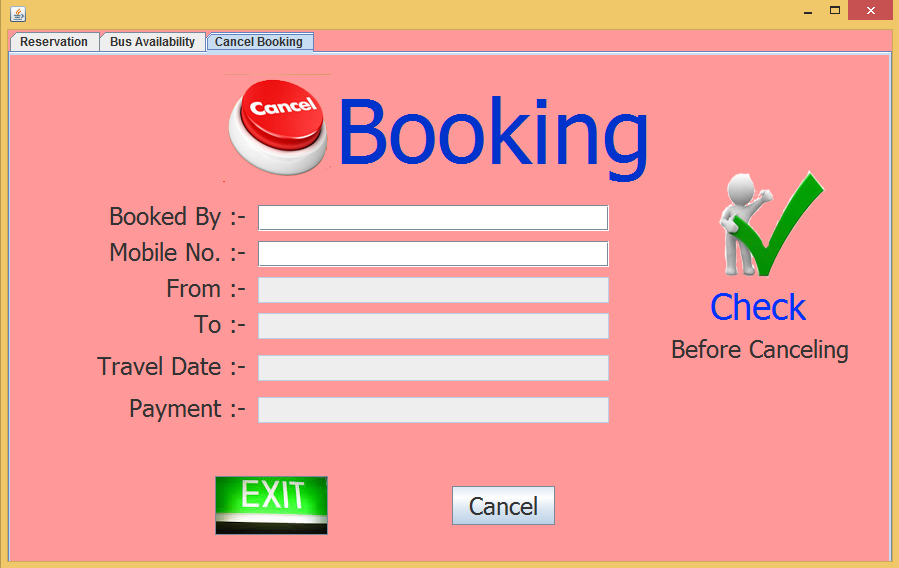 Reservation Bus Availability Cancel Booking
Cancel Booking
Booked By :-
Mobile No. :-
From :-
To :-
Travel Date :-
Payment :-
Check
Before Canceling
EXIT
Cancel